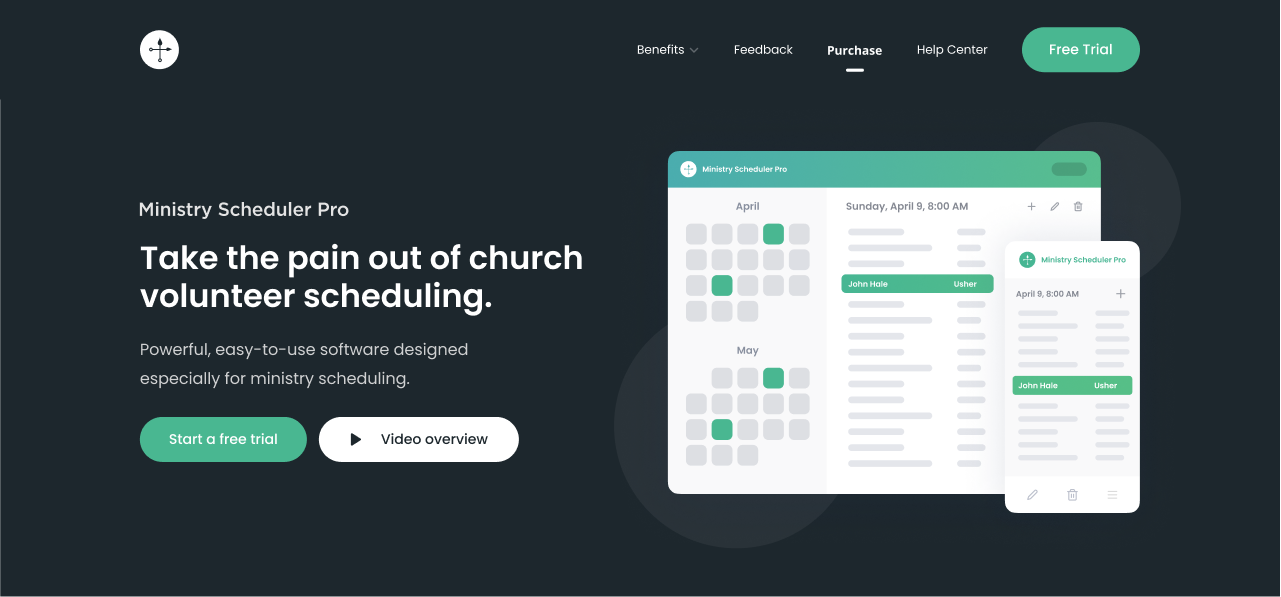 Benefits
Feedback
Purchase
Help Center
Free Trial
Ministry Scheduler Pro
Take the pain out of church
volunteer scheduling.
Powerful, easy-to-use software designed
especially for ministry scheduling.
Start a free trial
Video overview
Ministry Scheduler Pro
April
May
Sunday, April 9, 8:00 AM
John Hale Usher
Ministry Scheduler Pro
April 9, 8:00 AM
John Hale Usher